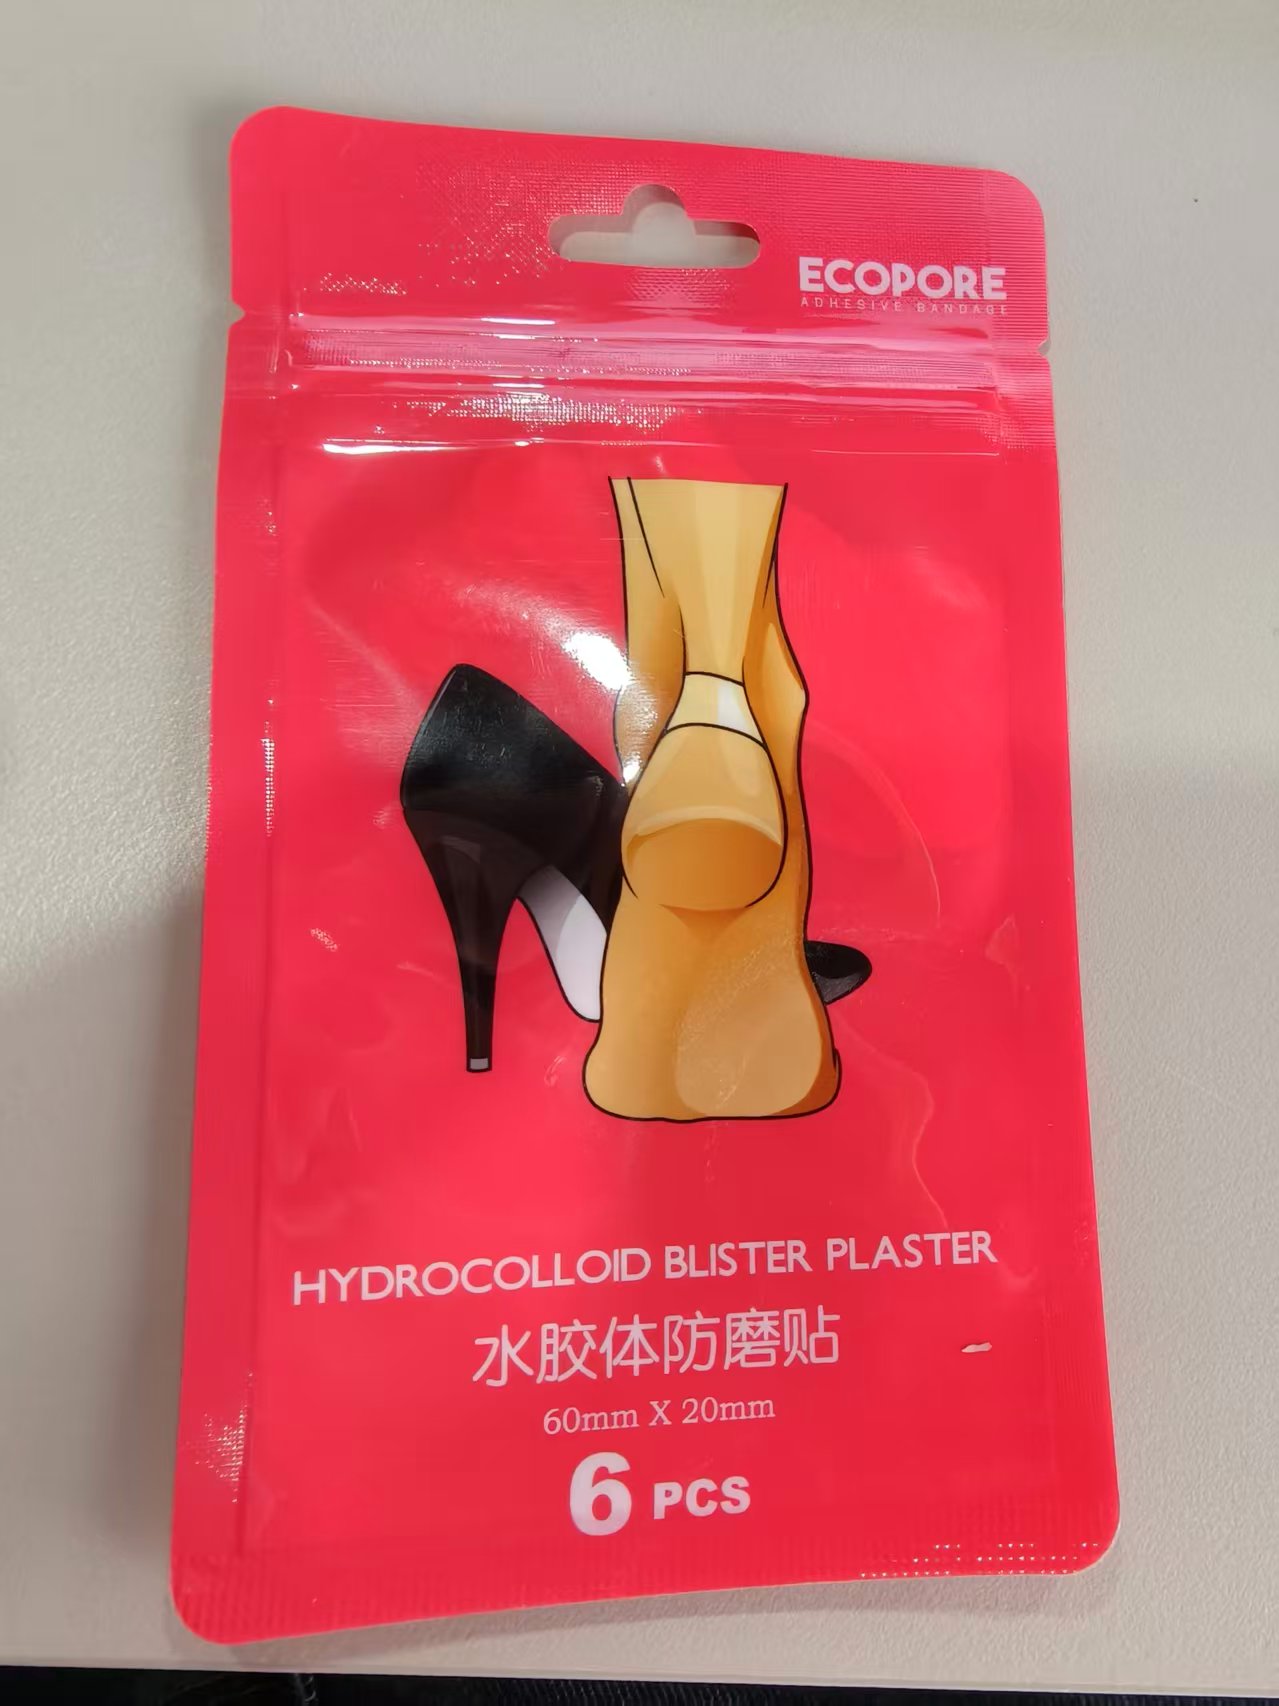 ECOPORE
ADHESIVE BANDAGE
HYDROCOLLOID BLISTER PLASTER
水胶体防磨贴
60mm X 20mm
6 PCS